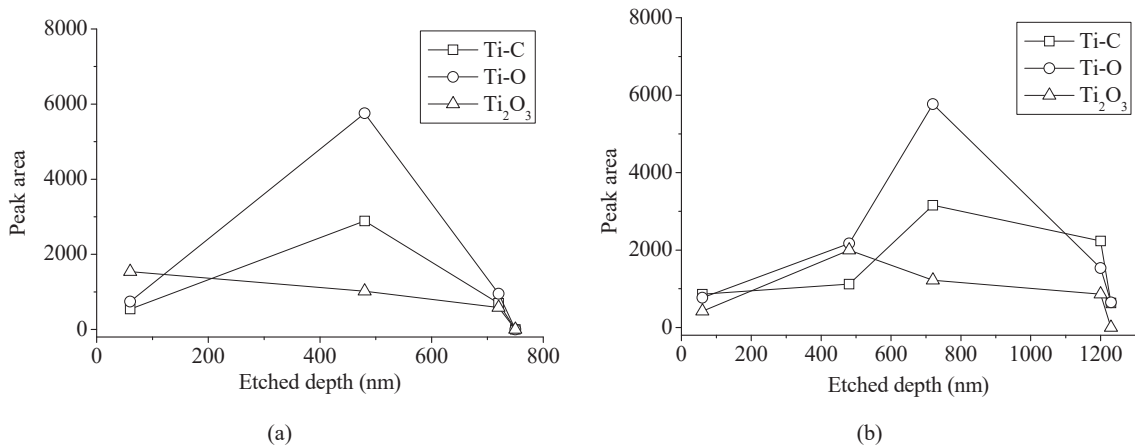 8000
6000
4000
2000
0
Peak area
0 200 400 600 800
Etched depth (nm)
Ti-C
Ti-O
Ti₂O₃
(a)
8000
6000
4000
2000
0
Peak area
0 200 400 600 800 1000 1200
Etched depth (nm)
Ti-C
Ti-O
Ti₂O₃
(b)